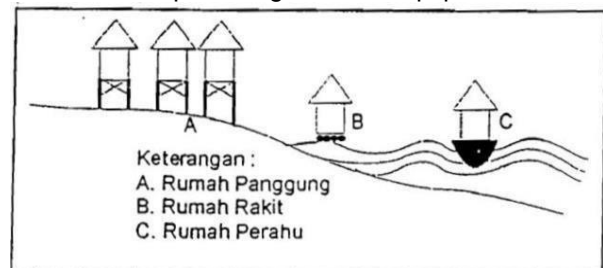 A
B
C
Keterangan :
A. Rumah Panggung
B. Rumah Rakit
C. Rumah Perahu